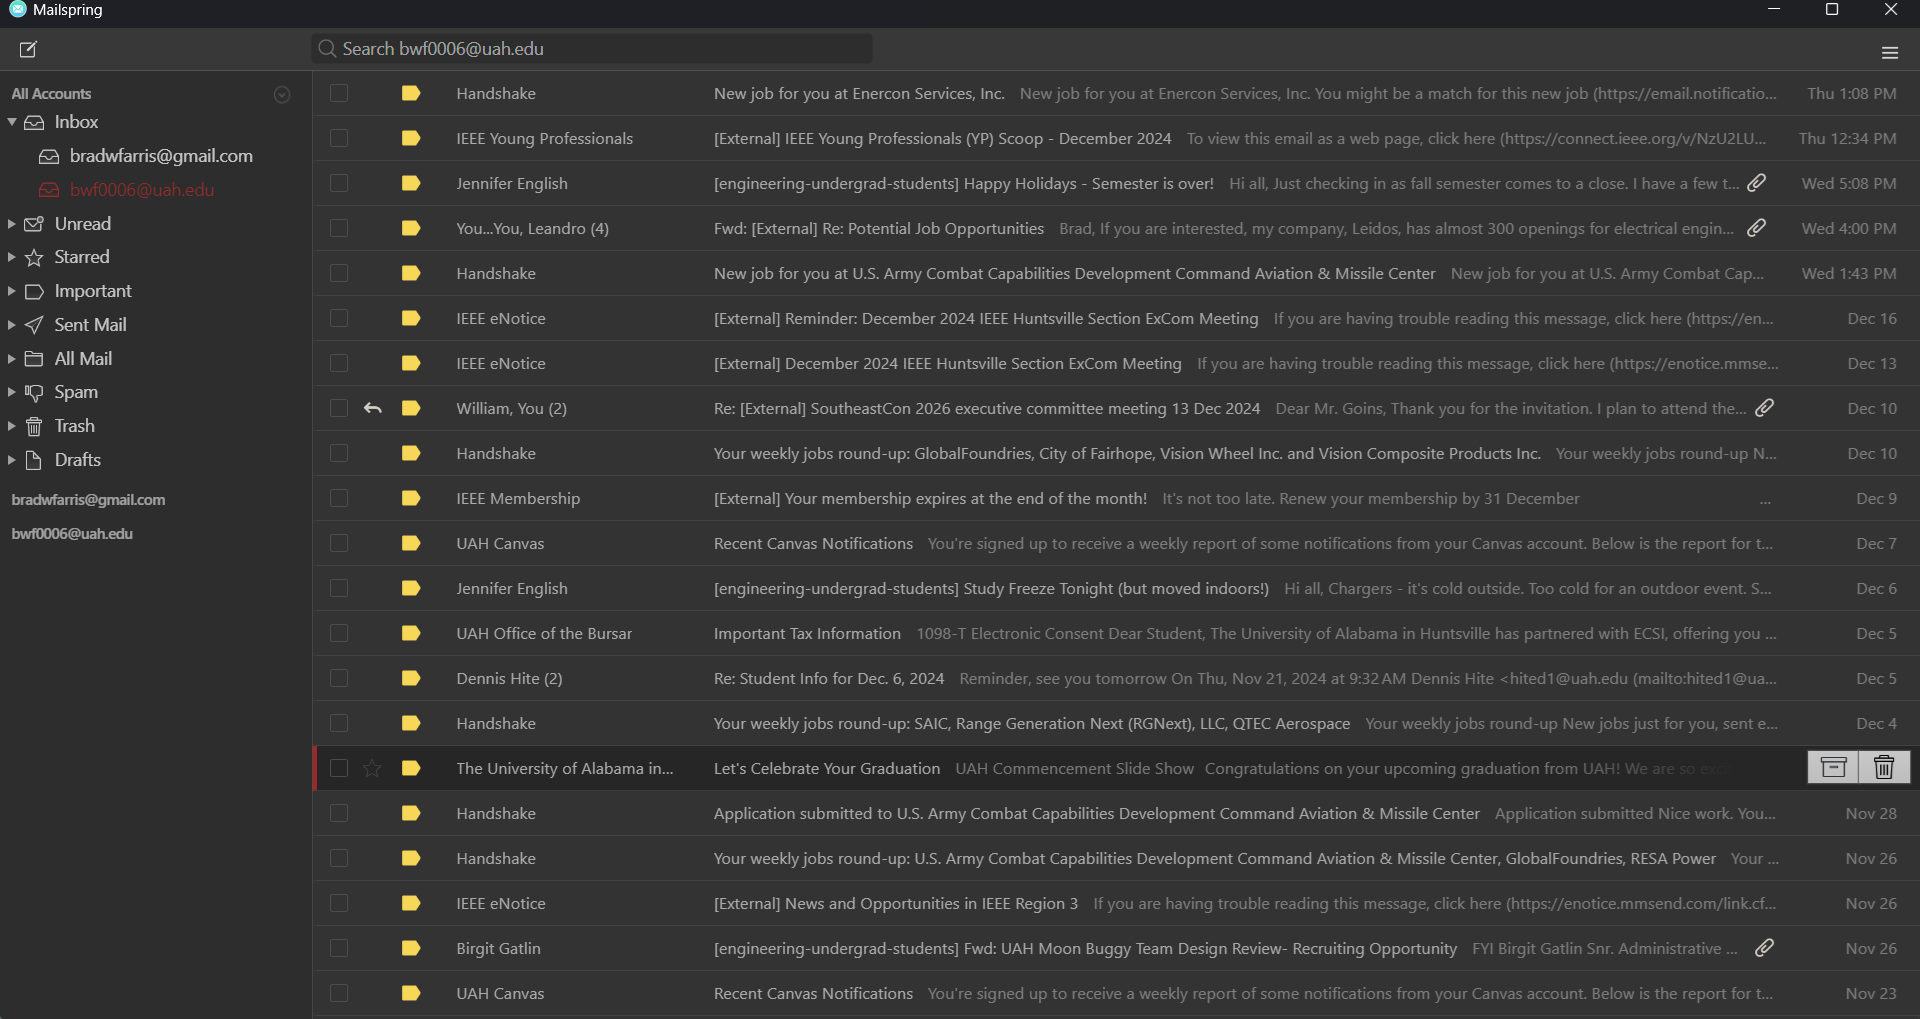 Mailspring
Search bwf0006@uah.edu
All Accounts
Inbox
bradwfarris@gmail.com
bwf0006@uah.edu
Unread
Starred
Important
Sent Mail
All Mail
Spam
Trash
Drafts
bradwfarris@gmail.com
bwf0006@uah.edu
Handshake New job for you at Enercon Services, Inc. New job for you at Enercon Services, Inc. You might be a match for this new job (https://email.notificatio... Thu 1:08 PM
IEEE Young Professionals [External] IEEE Young Professionals (YP) Scoop - December 2024 To view this email as a web page, click here (https://connect.ieee.org/v/NzU2LU... Thu 12:34 PM
Jennifer English [engineering-undergrad-students] Happy Holidays - Semester is over! Hi all, Just checking in as fall semester comes to a close. I have a few t... Wed 5:08 PM
You...You, Leandro (4) Fwd: [External] Re: Potential Job Opportunities Brad, If you are interested, my company, Leidos, has almost 300 openings for electrical engin... Wed 4:00 PM
Handshake New job for you at U.S. Army Combat Capabilities Development Command Aviation & Missile Center New job for you at U.S. Army Combat Cap... Wed 1:43 PM
IEEE eNotice [External] Reminder: December 2024 IEEE Huntsville Section ExCom Meeting If you are having trouble reading this message, click here (https://en... Dec 16
IEEE eNotice [External] December 2024 IEEE Huntsville Section ExCom Meeting If you are having trouble reading this message, click here (https://enotice.mmse... Dec 13
William, You (2) Re: [External] SoutheastCon 2026 executive committee meeting 13 Dec 2024 Dear Mr. Goins, Thank you for the invitation. I plan to attend the... Dec 10
Handshake Your weekly jobs round-up: GlobalFoundries, City of Fairhope, Vision Wheel Inc. and Vision Composite Products Inc. Your weekly jobs round-up N... Dec 10
IEEE Membership [External] Your membership expires at the end of the month! It's not too late. Renew your membership by 31 December ... Dec 9
UAH Canvas Recent Canvas Notifications You're signed up to receive a weekly report of some notifications from your Canvas account. Below is the report for t... Dec 7
Jennifer English [engineering-undergrad-students] Study Freeze Tonight (but moved indoors!) Hi all, Chargers - it's cold outside. Too cold for an outdoor event. S... Dec 6
UAH Office of the Bursar Important Tax Information 1098-T Electronic Consent Dear Student, The University of Alabama in Huntsville has partnered with ECSI, offering you ... Dec 5
Dennis Hite (2) Re: Student Info for Dec. 6, 2024 Reminder, see you tomorrow On Thu, Nov 21, 2024 at 9:32 AM Dennis Hite <hited1@uah.edu (mailto:hited1@ua... Dec 5
Handshake Your weekly jobs round-up: SAIC, Range Generation Next (RGNext), LLC, QTEC Aerospace Your weekly jobs round-up New jobs just for you, sent e... Dec 4
The University of Alabama in... Let's Celebrate Your Graduation UAH Commencement Slide Show Congratulations on your upcoming graduation from UAH! We are so exc
Handshake Application submitted to U.S. Army Combat Capabilities Development Command Aviation & Missile Center Application submitted Nice work. You... Nov 28
Handshake Your weekly jobs round-up: U.S. Army Combat Capabilities Development Command Aviation & Missile Center, GlobalFoundries, RESA Power Your ... Nov 26
IEEE eNotice [External] News and Opportunities in IEEE Region 3 If you are having trouble reading this message, click here (https://enotice.mmsend.com/link.cf... Nov 26
Birgit Gatlin [engineering-undergrad-students] Fwd: UAH Moon Buggy Team Design Review- Recruiting Opportunity FYI Birgit Gatlin Snr. Administrative ... Nov 26
UAH Canvas Recent Canvas Notifications You're signed up to receive a weekly report of some notifications from your Canvas account. Below is the report for t... Nov 23